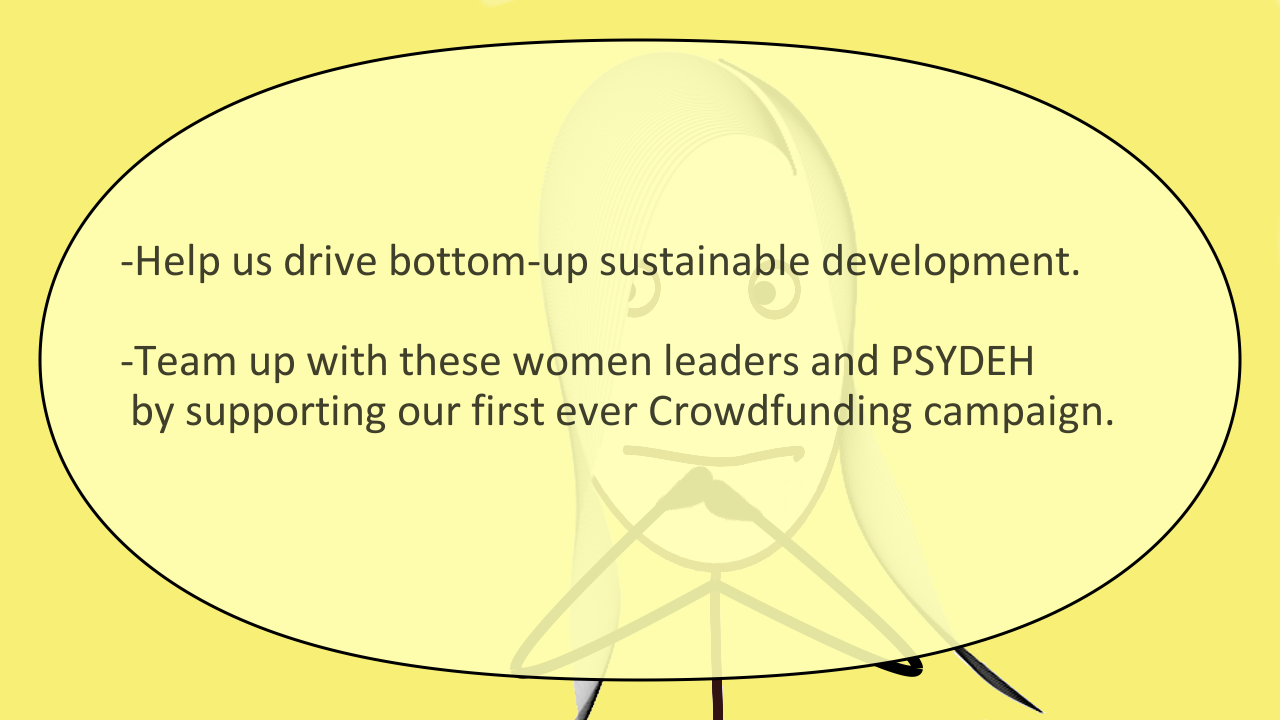 -Help us drive bottom-up sustainable development.
-Team up with these women leaders and PSYDEH
by supporting our first ever Crowdfunding campaign.